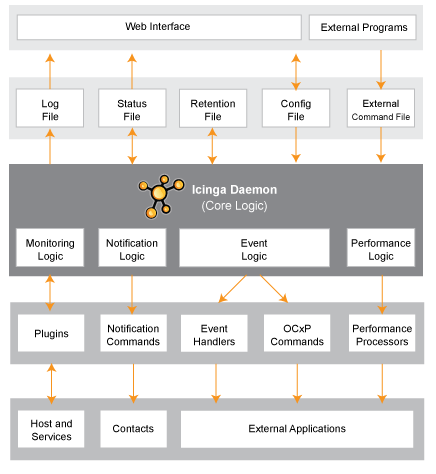 Web Interface
External Programs
Log
File
Status
File
Retention
File
Config
File
External
Command File
Icinga Daemon
(Core Logic)
Monitoring
Logic
Notification
Logic
Event
Logic
Performance
Logic
Plugins
Notification
Commands
Event
Handlers
OCxP
Commands
Performance
Processors
Host and
Services
Contacts
External Applications